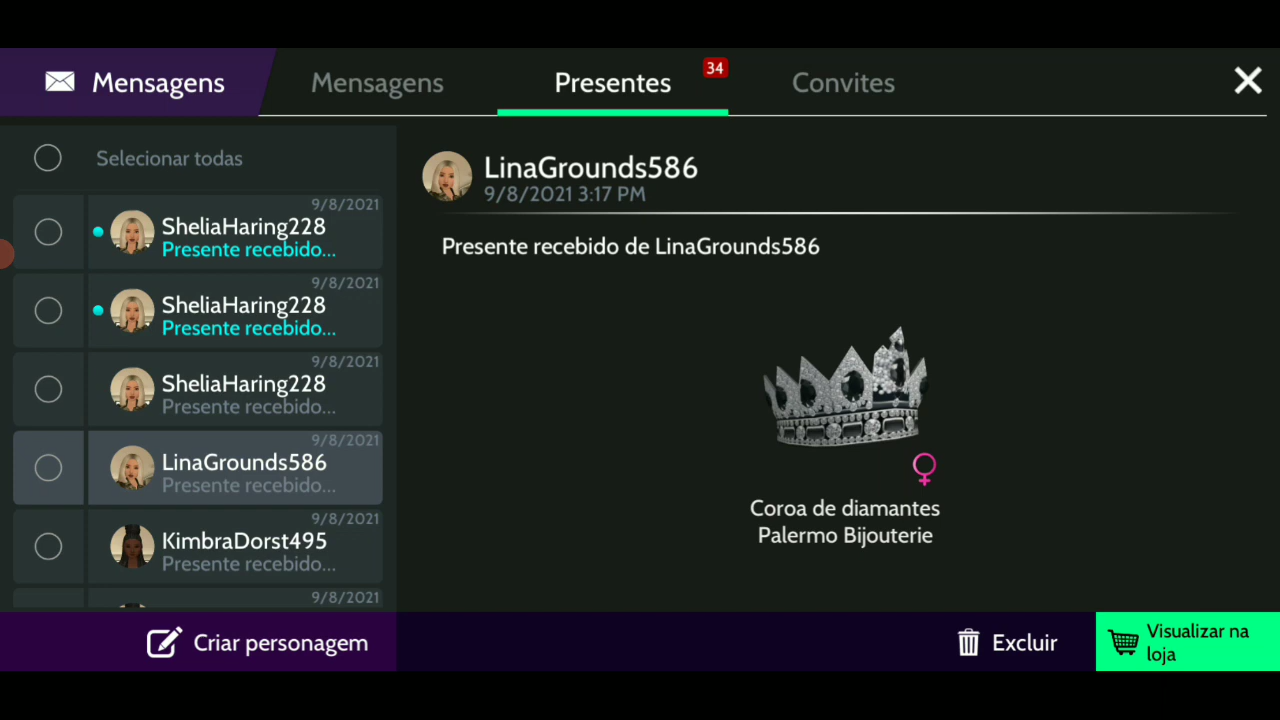 Mensagens
Mensagens
Presentes
34
Convites
Selecionar todas
9/8/2021
SheliaHaring228
Presente recebido...
9/8/2021
SheliaHaring228
Presente recebido...
9/8/2021
SheliaHaring228
Presente recebido...
9/8/2021
LinaGrounds586
Presente recebido...
9/8/2021
KimbraDorst495
Presente recebido...
9/8/2021
LinaGrounds586
9/8/2021 3:17 PM
Presente recebido de LinaGrounds586
Coroa de diamantes
Palermo Bijouterie
Criar personagem
Excluir
Visualizar na
loja